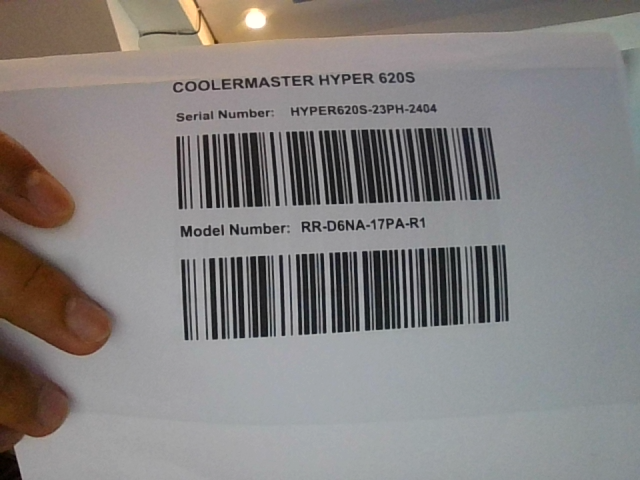 COOLERMASTER HYPER 620S
Serial Number: HYPER620S-23PH-2404
Model Number: RR-D6NA-17PA-R1